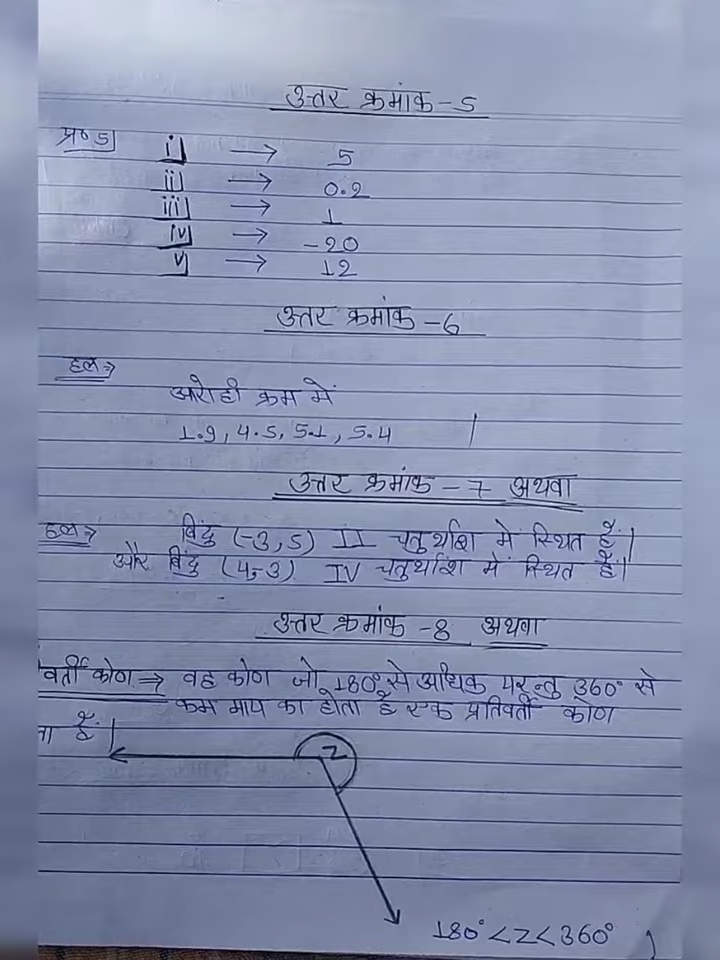 उत्तर क्रमांक-5
प्र० 5]
i] → 5
ii] → 0.2
iii] → 1
iv] → -20
v] → 12
उत्तर क्रमांक-6
हल⇒
आरोही क्रम में
1.9, 4.5, 5.1, 5.4 |
उत्तर क्रमांक-7 अथवा
हल⇒ बिंदु (-3, 5) II चतुर्थांश में स्थित है।
और बिंदु (4,-3) IV चतुर्थांश में स्थित है।
उत्तर क्रमांक-8 अथवा
वर्ती कोण ⇒ वह कोण जो 180° से अधिक परन्तु 360° से
कम माप का होता है एक प्रतिवर्ती कोण
ता है।
Z
180° < Z < 360°